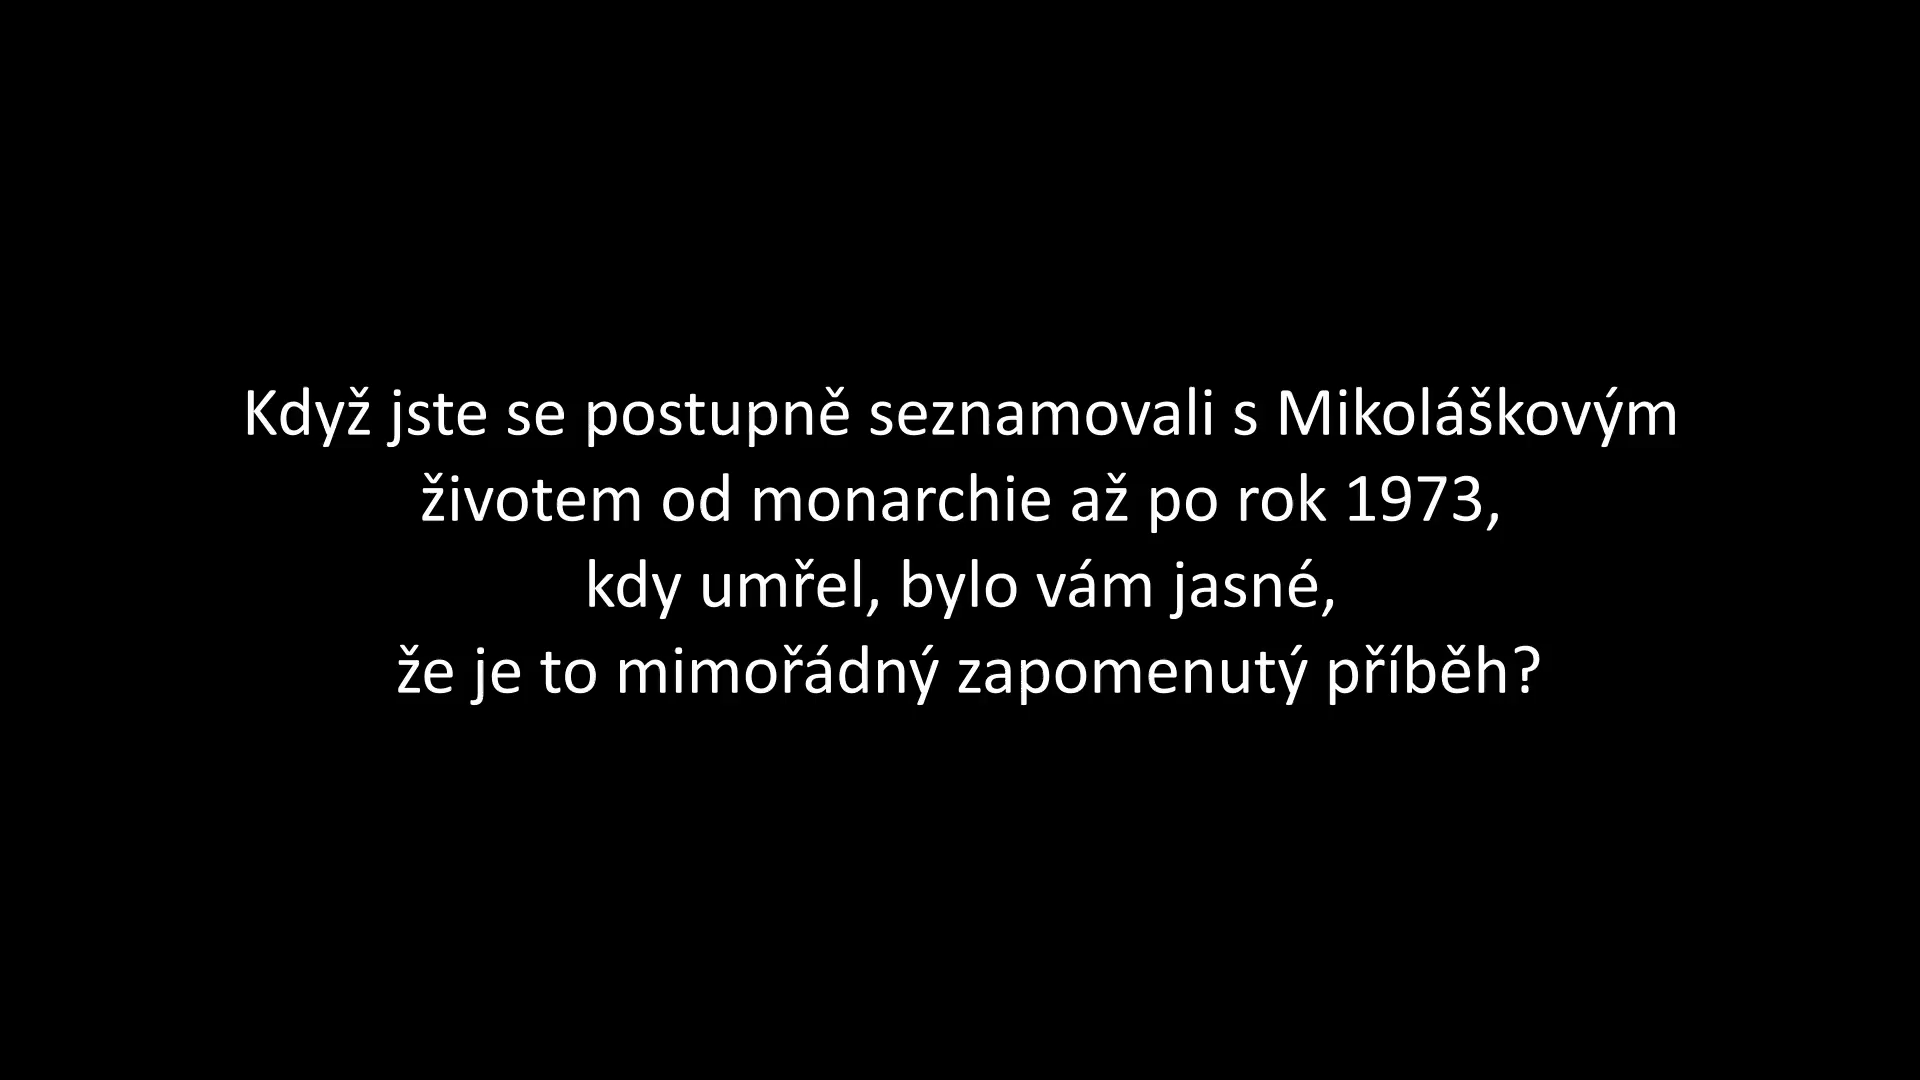 Když jste se postupně seznamovali s Mikoláškovým
životem od monarchie až po rok 1973,
kdy umřel, bylo vám jasné,
že je to mimořádný zapomenutý příběh?